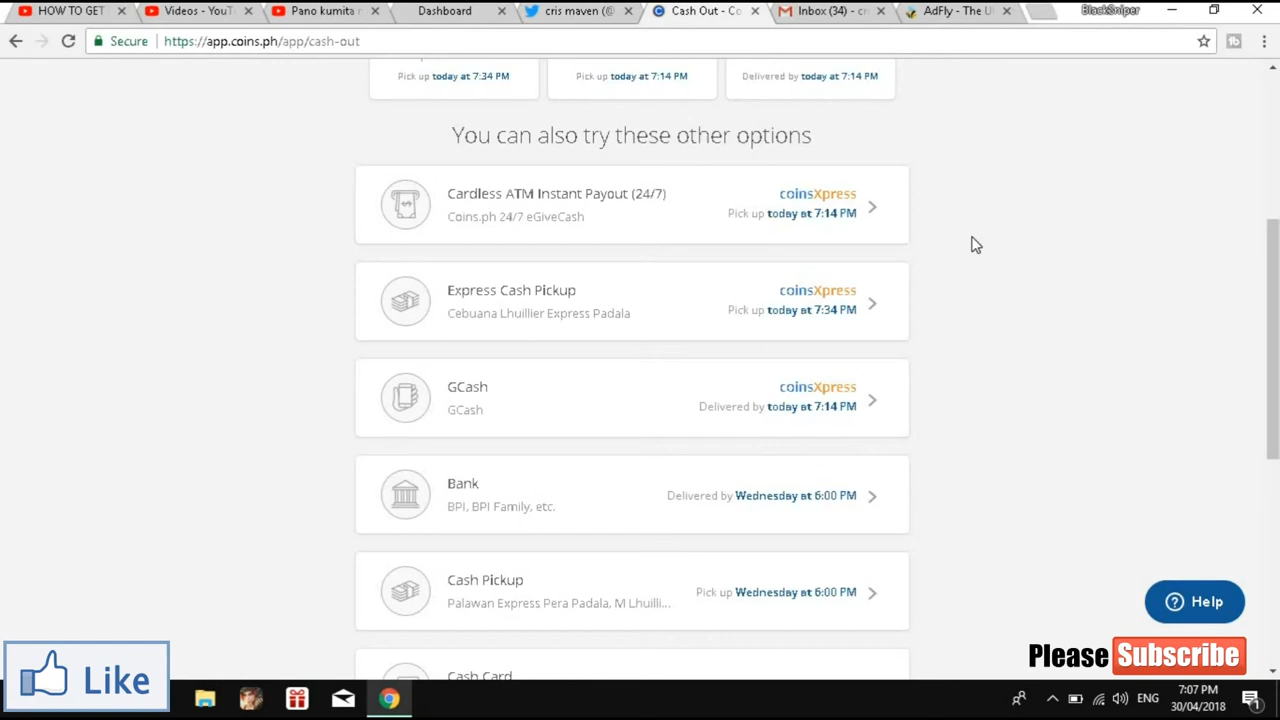 HOW TO GET
Videos - YouTu
Pano kumita r
Dashboard
cris maven (@
Cash Out - Co
Inbox (34) - cr
AdFly - The U
BlackSniper
Secure https://app.coins.ph/app/cash-out
Pick up today at 7:34 PM
Pick up today at 7:14 PM
Delivered by today at 7:14 PM
You can also try these other options
Cardless ATM Instant Payout (24/7)
Coins.ph 24/7 eGiveCash
coinsXpress
Pick up today at 7:14 PM
Express Cash Pickup
Cebuana Lhuillier Express Padala
coinsXpress
Pick up today at 7:34 PM
GCash
GCash
coinsXpress
Delivered by today at 7:14 PM
Bank
BPI, BPI Family, etc.
Delivered by Wednesday at 6:00 PM
Cash Pickup
Palawan Express Pera Padala, M Lhuilli...
Pick up Wednesday at 6:00 PM
Cash Card
Help
Like
Please Subscribe
ENG
7:07 PM
30/04/2018
1